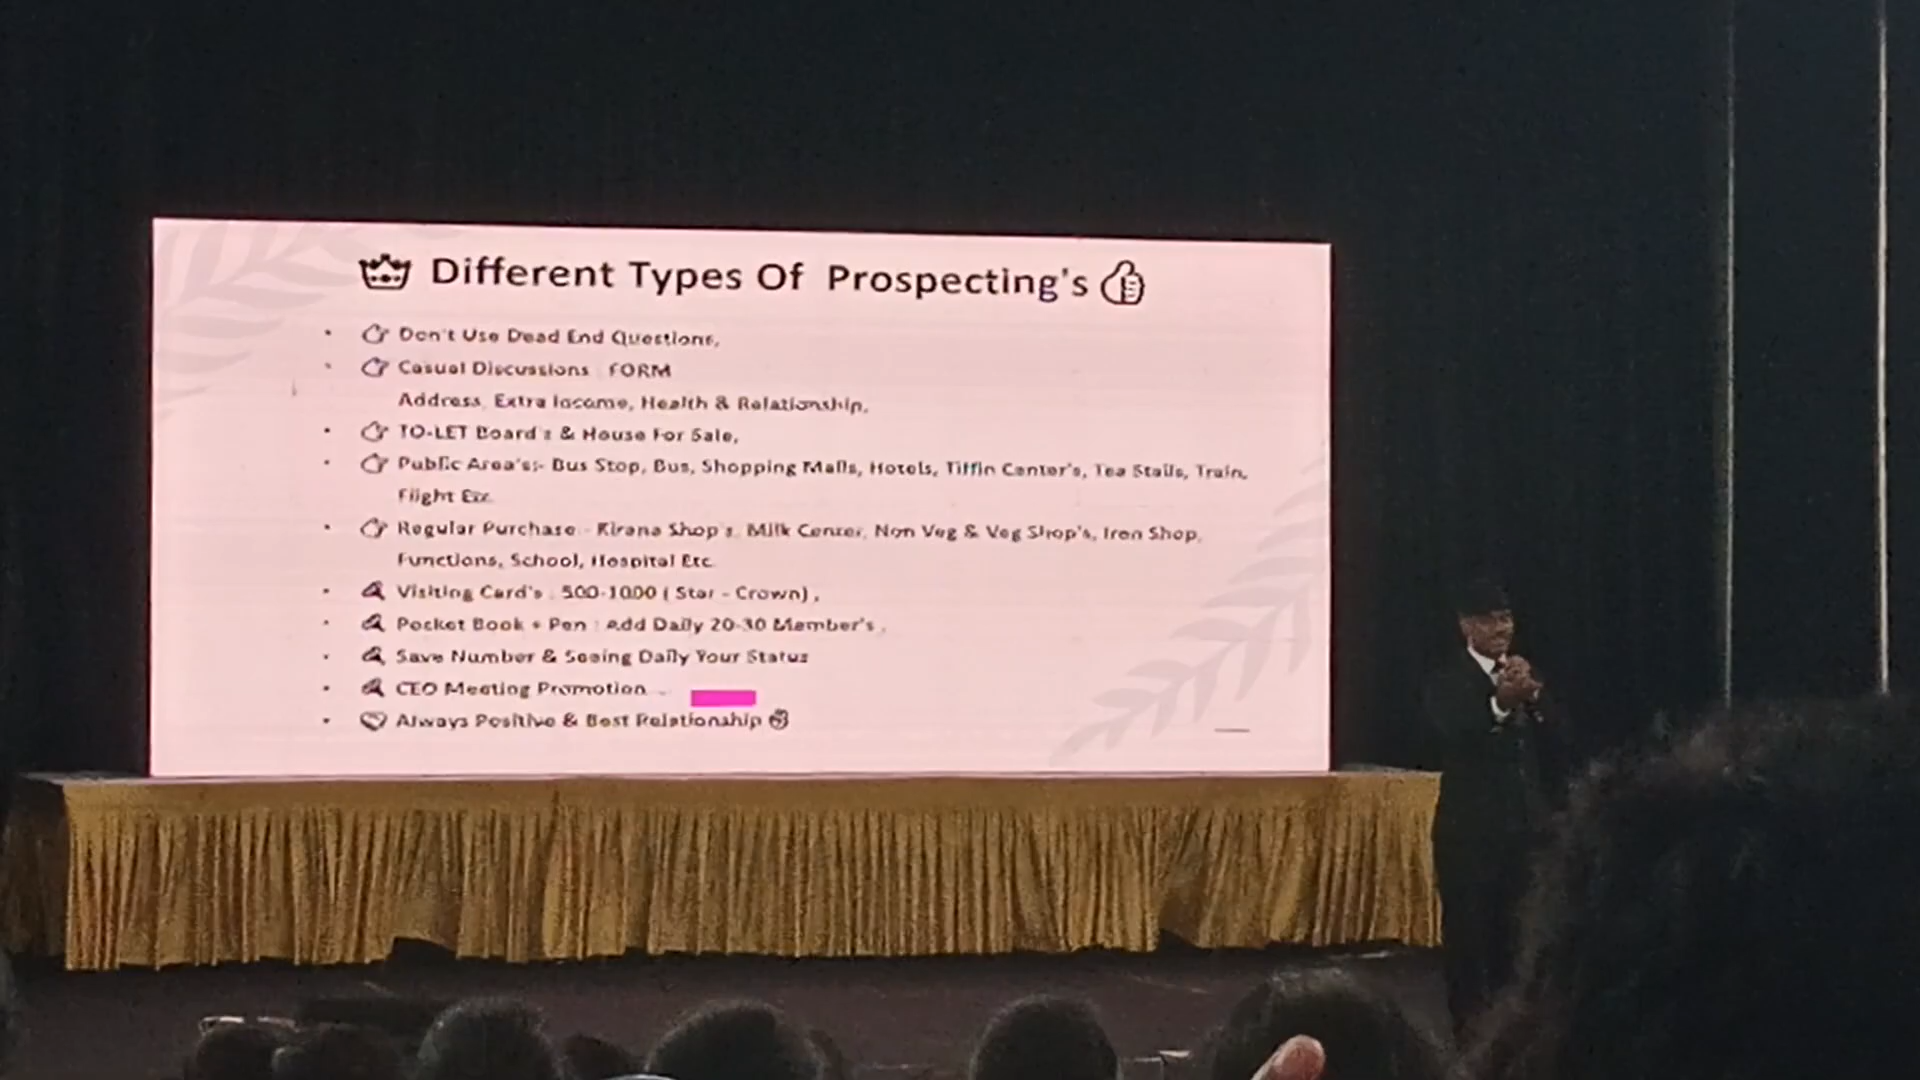 Different Types Of Prospecting's
Don't Use Dead End Questions,
Casual Discussions FORM
Address, Extra Income, Health & Relationship,
TO-LET Board's & House For Sale,
Public Area's:- Bus Stop, Bus, Shopping Malls, Hotels, Tiffin Center's, Tea Stalls, Train,
Flight Etc.
Regular Purchase - Kirana Shop's, Milk Center, Non Veg & Veg Shop's, Iron Shop,
Functions, School, Hospital Etc.
Visiting Card's : 500-1000 ( Star - Crown) ,
Pocket Book + Pen : Add Daily 20-30 Member's ,
Save Number & Seeing Daily Your Status
CEO Meeting Promotion
Always Positive & Best Relationship